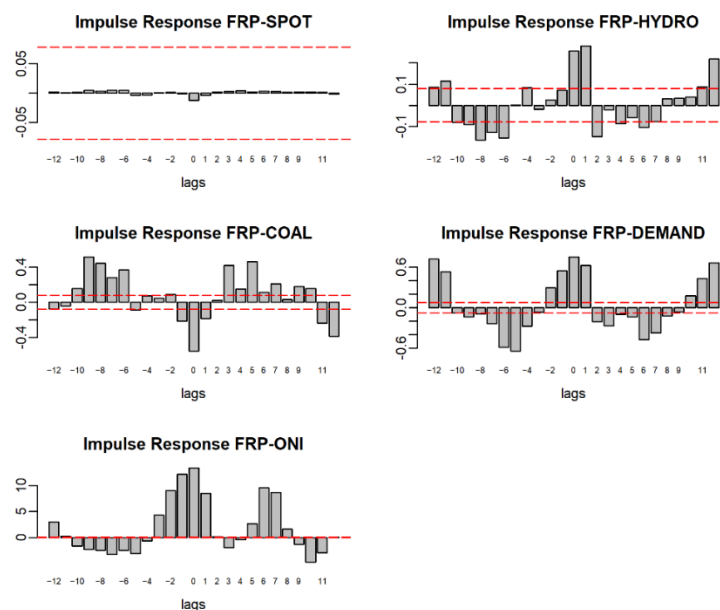 Impulse Response FRP-SPOT
0.05
-0.05
-12 -10 -8 -6 -4 -2 0 1 2 3 4 5 6 7 8 9 11
lags
Impulse Response FRP-HYDRO
0.1
-0.1
-12 -10 -8 -6 -4 -2 0 1 2 3 4 5 6 7 8 9 11
lags
Impulse Response FRP-COAL
0.4
0.0
-0.4
-12 -10 -8 -6 -4 -2 0 1 2 3 4 5 6 7 8 9 11
lags
Impulse Response FRP-DEMAND
0.6
0.0
-0.6
-12 -10 -8 -6 -4 -2 0 1 2 3 4 5 6 7 8 9 11
lags
Impulse Response FRP-ONI
10
5
0
-12 -10 -8 -6 -4 -2 0 1 2 3 4 5 6 7 8 9 11
lags